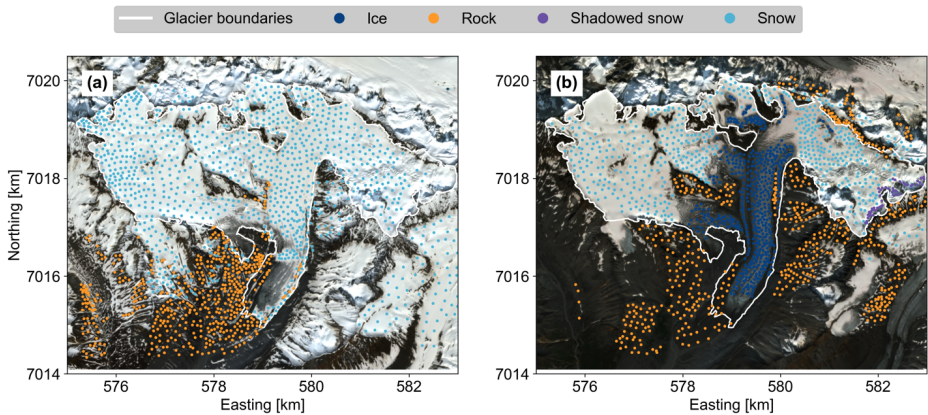 Glacier boundaries Ice Rock Shadowed snow Snow
(a) (b)
7020 7020
7018 7018
7016 7016
7014 7014
576 578 580 582 576 578 580 582
Northing [km]
Easting [km] Easting [km]